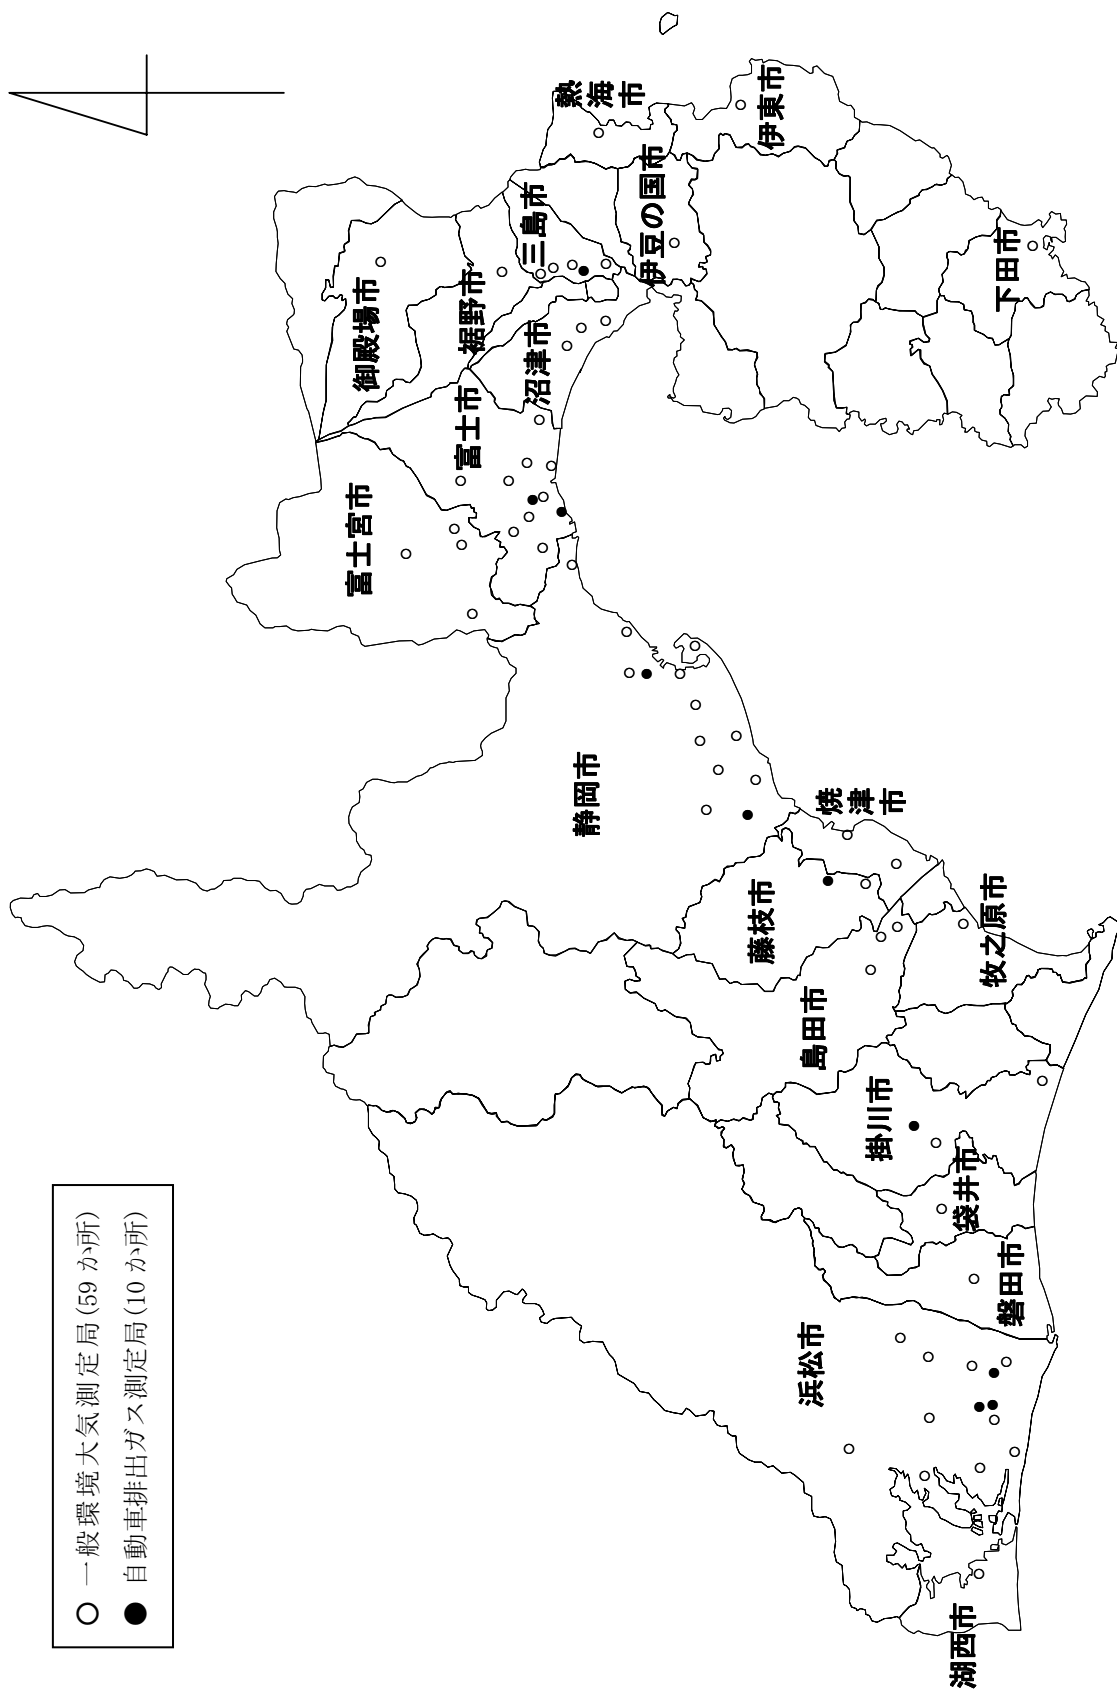 ○ 一般環境大気測定局(59 か所)
● 自動車排出ガス測定局(10 か所)
熱海市
伊東市
三島市
伊豆の国市
下田市
御殿場市
裾野市
沼津市
富士市
富士宮市
静岡市
焼津市
藤枝市
牧之原市
島田市
掛川市
袋井市
磐田市
浜松市
湖西市